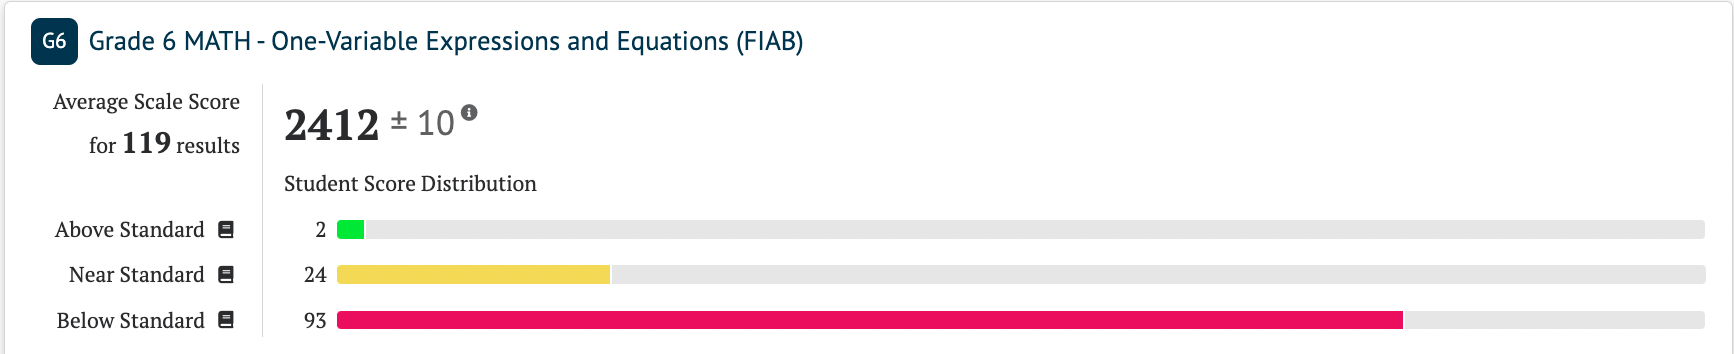 G6 Grade 6 MATH - One-Variable Expressions and Equations (FIAB)
Average Scale Score
for 119 results
2412 ± 10
Student Score Distribution
Above Standard 2
Near Standard 24
Below Standard 93